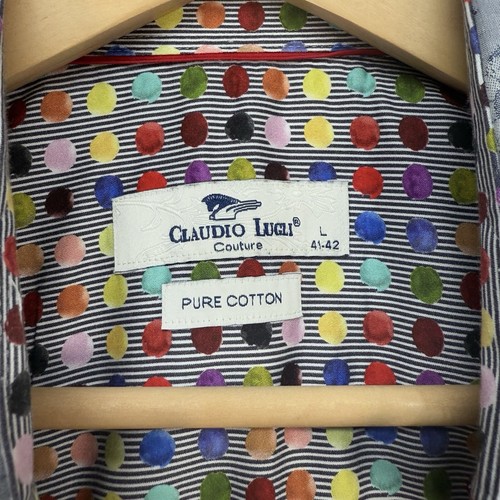 CLAUDIO LUGLI®
Couture
L
41-42
PURE COTTON